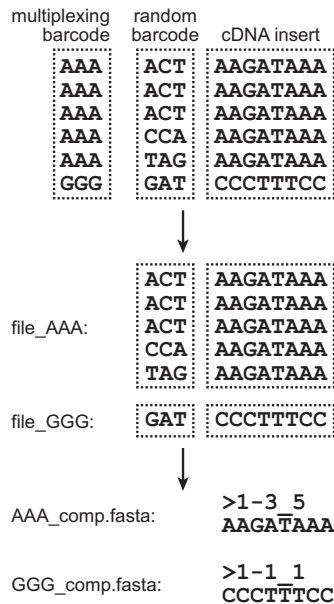 multiplexing barcode random barcode cDNA insert
AAA ACT AAGATAAA
AAA ACT AAGATAAA
AAA ACT AAGATAAA
AAA CCA AAGATAAA
AAA TAG AAGATAAA
GGG GAT CCCTTTCC
ACT AAGATAAA
ACT AAGATAAA
file_AAA: ACT AAGATAAA
CCA AAGATAAA
TAG AAGATAAA
file_GGG: GAT CCCTTTCC
>1-3_5
AAA_comp.fasta: AAGATAAA
>1-1_1
GGG_comp.fasta: CCCTTTCC